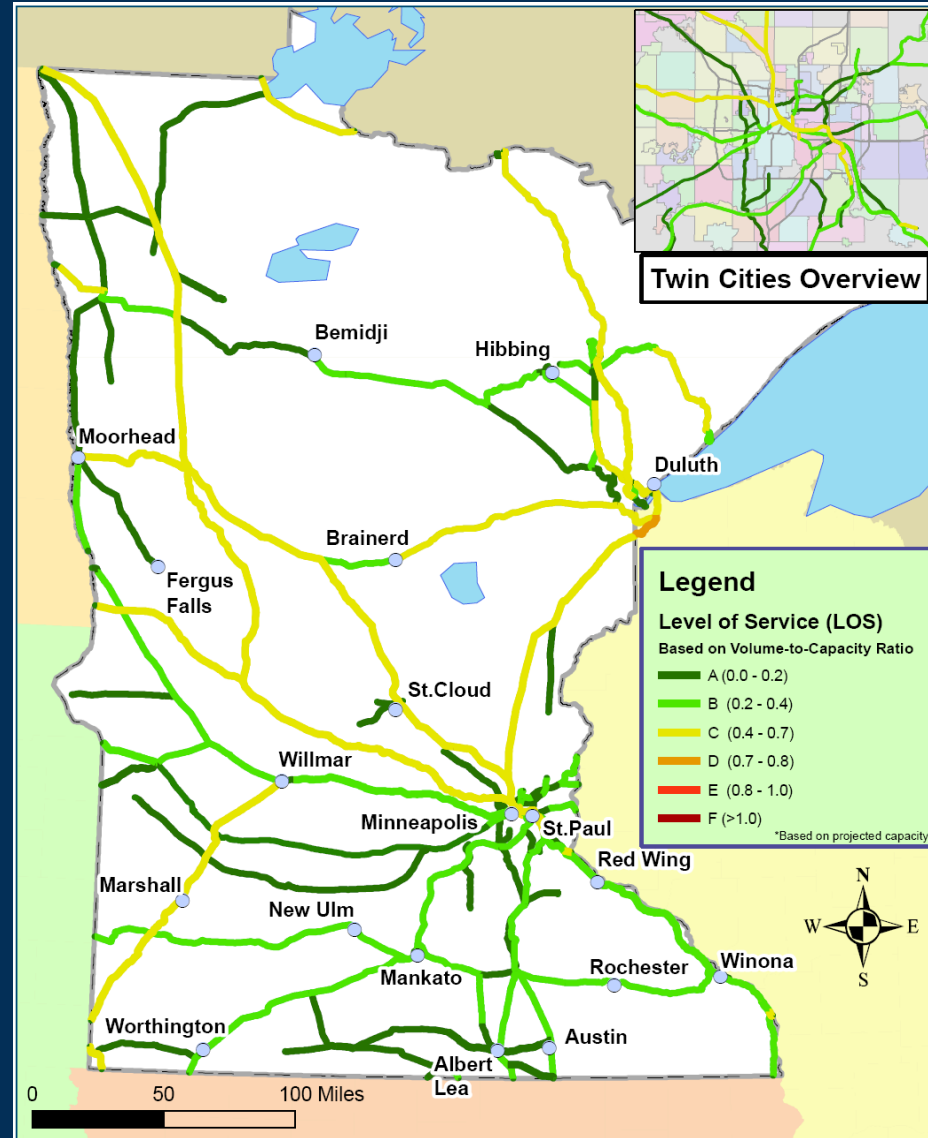 Twin Cities Overview
Bemidji
Hibbing
Moorhead
Duluth
Brainerd
Fergus
Falls
St.Cloud
Willmar
Minneapolis
St.Paul
Red Wing
Marshall
New Ulm
Mankato
Rochester
Winona
Worthington
Austin
Albert
Lea
Legend
Level of Service (LOS)
Based on Volume-to-Capacity Ratio
A (0.0 - 0.2)
B (0.2 - 0.4)
C (0.4 - 0.7)
D (0.7 - 0.8)
E (0.8 - 1.0)
F (>1.0)
*Based on projected capacity
N
W E
S
0 50 100 Miles